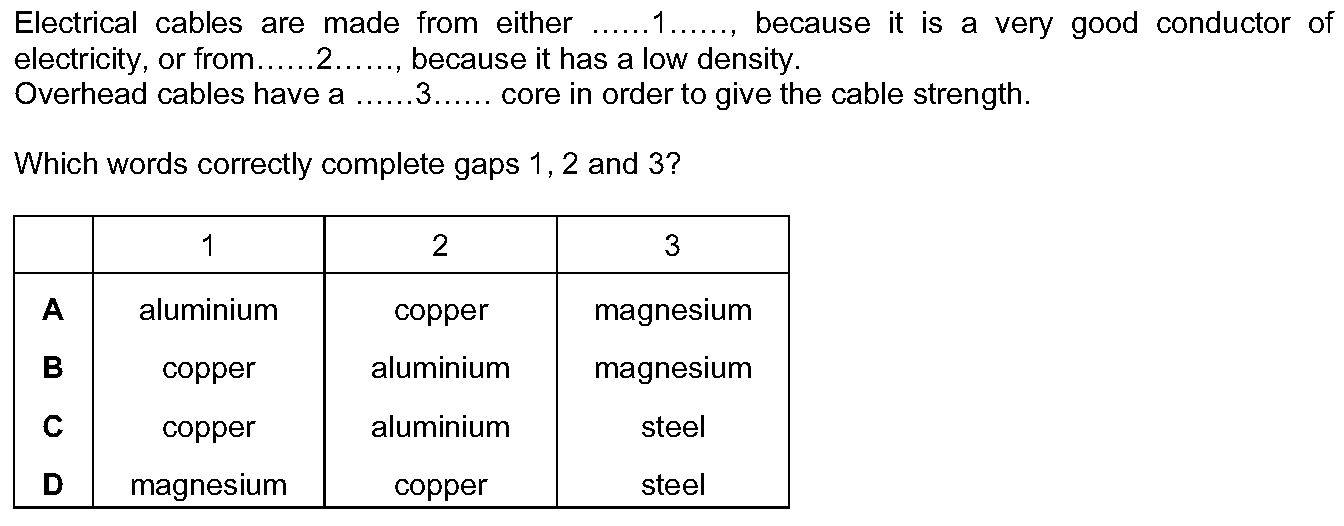 Electrical cables are made from either ......1......, because it is a very good conductor of
electricity, or from......2......, because it has a low density.
Overhead cables have a ......3...... core in order to give the cable strength.
Which words correctly complete gaps 1, 2 and 3?
1 2 3
A aluminium copper magnesium
B copper aluminium magnesium
C copper aluminium steel
D magnesium copper steel